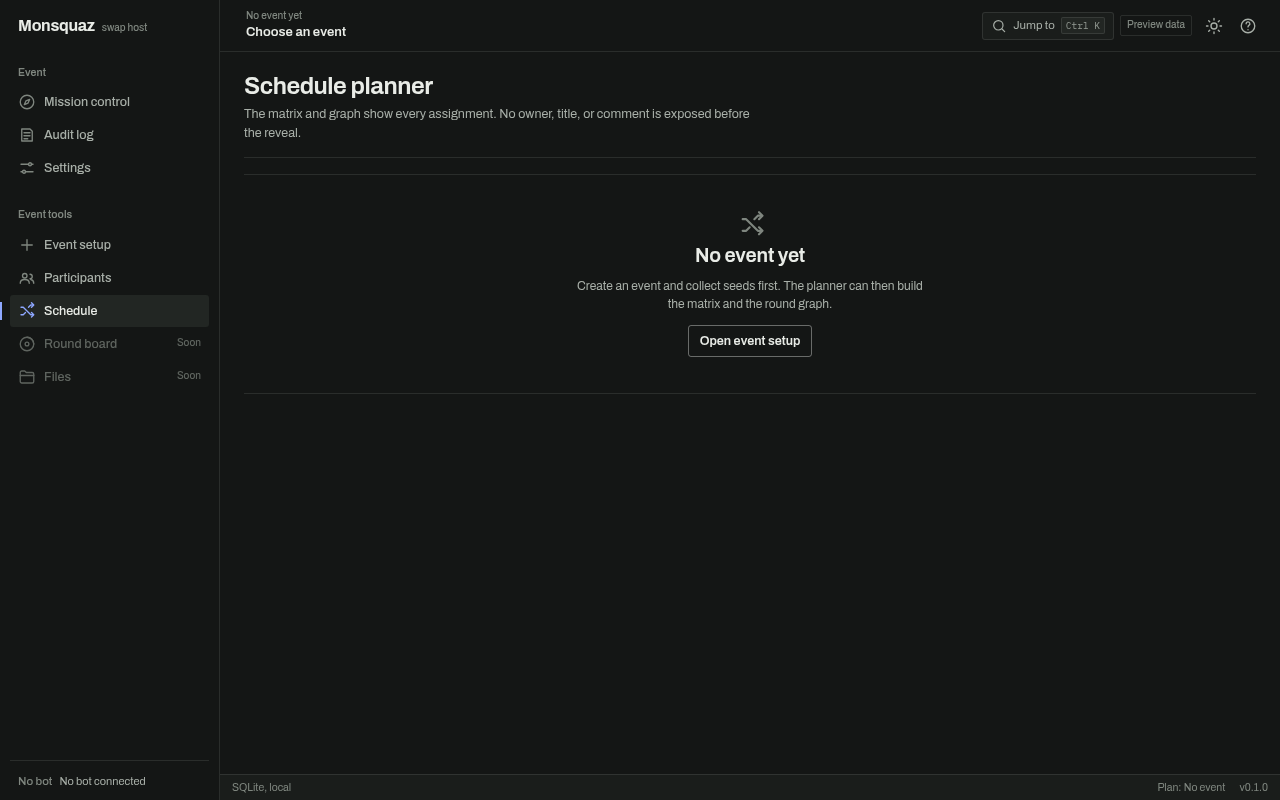 Monsquaz swap host
Event
Mission control
Audit log
Settings
Event tools
Event setup
Participants
Schedule
Round board Soon
Files Soon
No bot No bot connected
No event yet
Choose an event
Jump to Ctrl K
Preview data
Schedule planner
The matrix and graph show every assignment. No owner, title, or comment is exposed before
the reveal.
No event yet
Create an event and collect seeds first. The planner can then build
the matrix and the round graph.
Open event setup
SQLite, local
Plan: No event v0.1.0